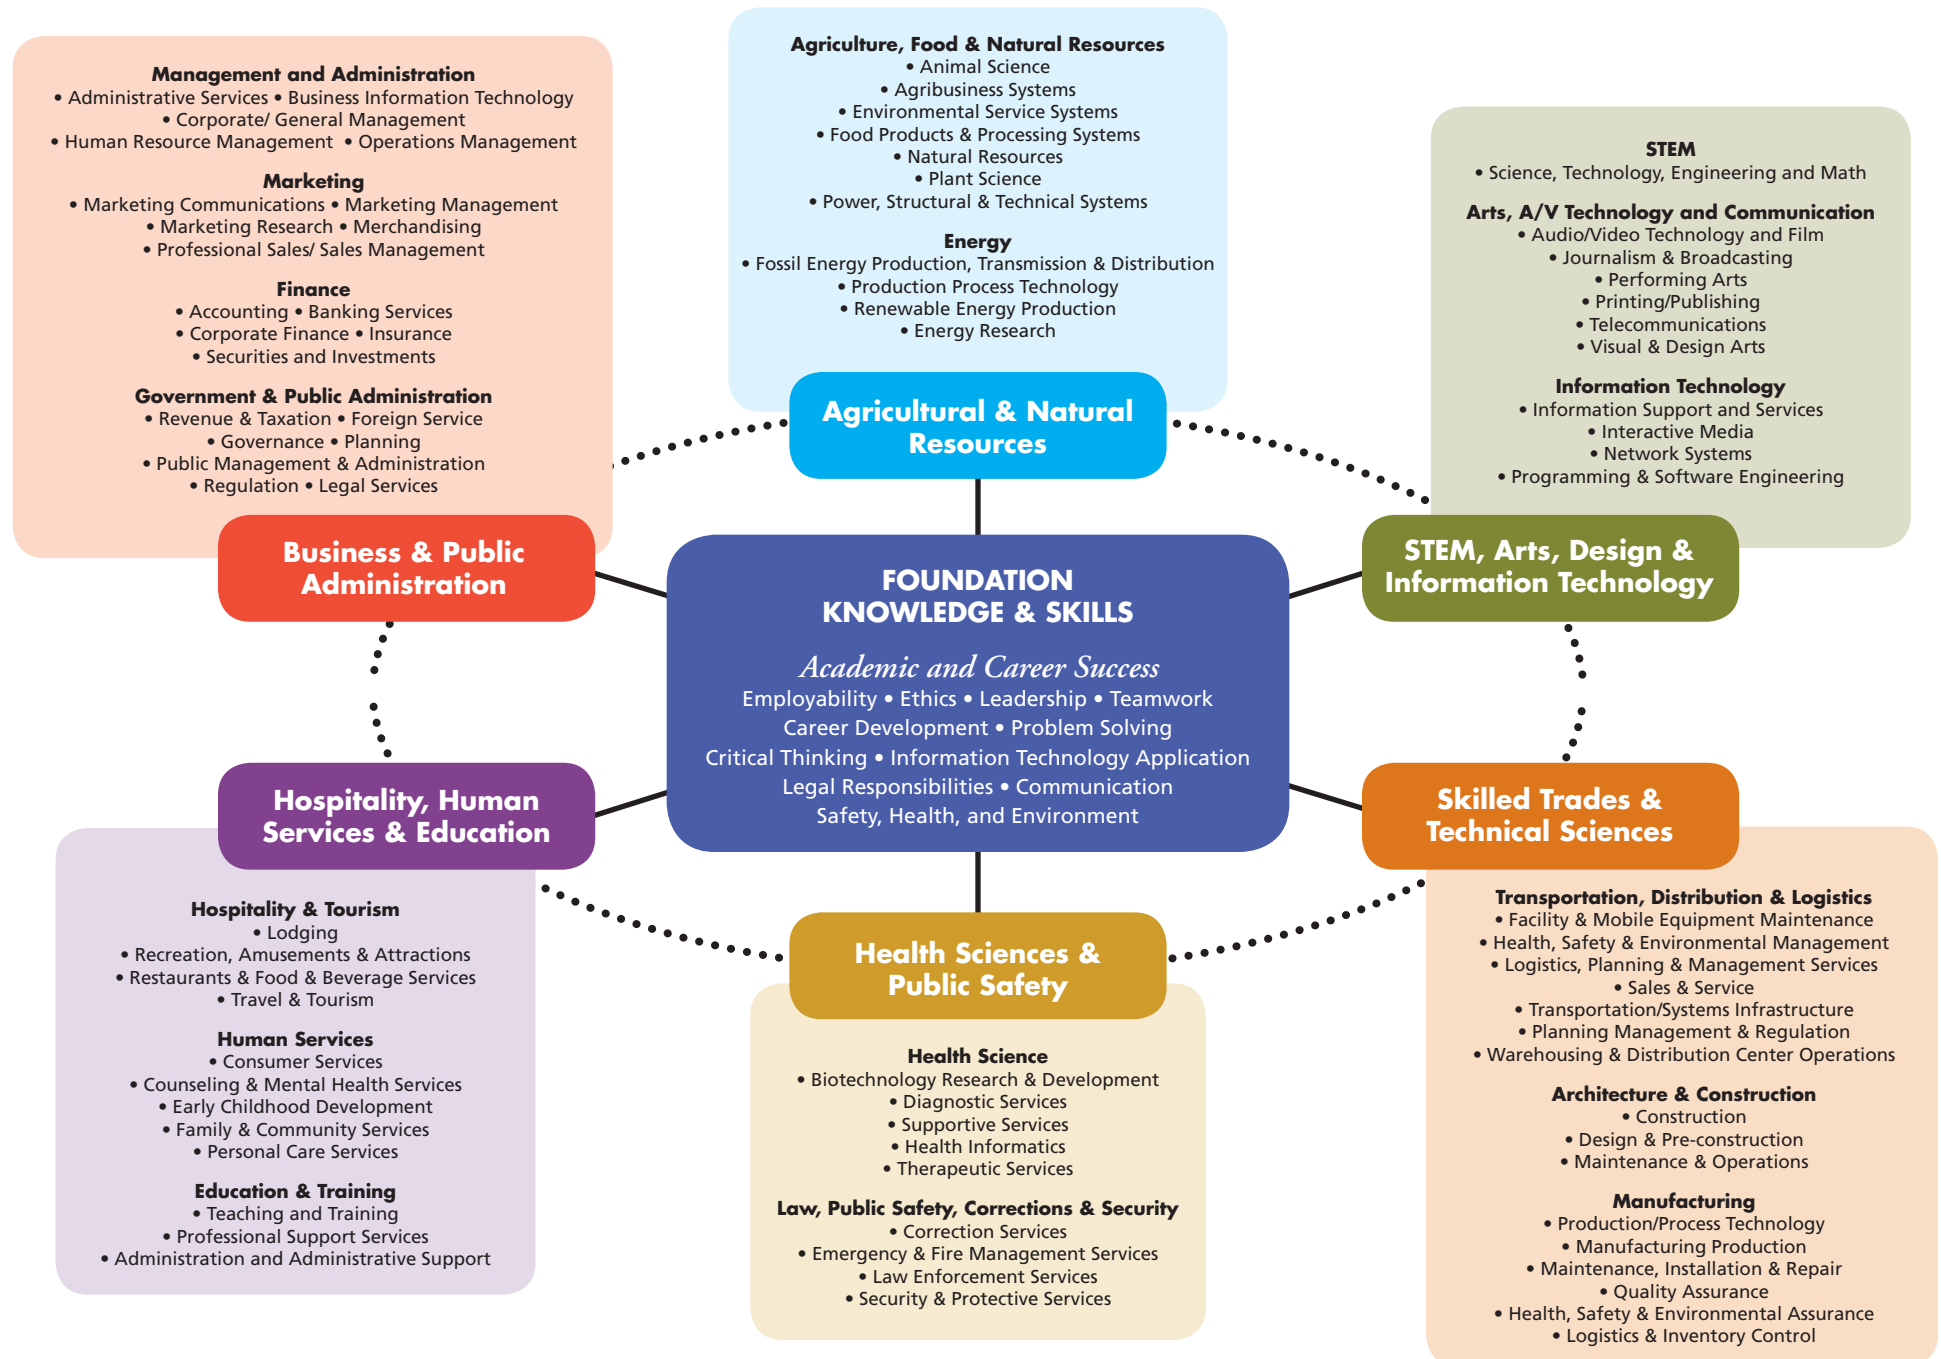 Management and Administration
• Administrative Services • Business Information Technology
• Corporate/ General Management
• Human Resource Management • Operations Management
Marketing
• Marketing Communications • Marketing Management
• Marketing Research • Merchandising
• Professional Sales/ Sales Management
Finance
• Accounting • Banking Services
• Corporate Finance • Insurance
• Securities and Investments
Government & Public Administration
• Revenue & Taxation • Foreign Service
• Governance • Planning
• Public Management & Administration
• Regulation • Legal Services
Business & Public
Administration
Agriculture, Food & Natural Resources
• Animal Science
• Agribusiness Systems
• Environmental Service Systems
• Food Products & Processing Systems
• Natural Resources
• Plant Science
• Power, Structural & Technical Systems
Energy
• Fossil Energy Production, Transmission & Distribution
• Production Process Technology
• Renewable Energy Production
• Energy Research
Agricultural & Natural
Resources
STEM
• Science, Technology, Engineering and Math
Arts, A/V Technology and Communication
• Audio/Video Technology and Film
• Journalism & Broadcasting
• Performing Arts
• Printing/Publishing
• Telecommunications
• Visual & Design Arts
Information Technology
• Information Support and Services
• Interactive Media
• Network Systems
• Programming & Software Engineering
STEM, Arts, Design &
Information Technology
FOUNDATION
KNOWLEDGE & SKILLS
Academic and Career Success
Employability • Ethics • Leadership • Teamwork
Career Development • Problem Solving
Critical Thinking • Information Technology Application
Legal Responsibilities • Communication
Safety, Health, and Environment
Hospitality, Human
Services & Education
Hospitality & Tourism
• Lodging
• Recreation, Amusements & Attractions
• Restaurants & Food & Beverage Services
• Travel & Tourism
Human Services
• Consumer Services
• Counseling & Mental Health Services
• Early Childhood Development
• Family & Community Services
• Personal Care Services
Education & Training
• Teaching and Training
• Professional Support Services
• Administration and Administrative Support
Health Sciences &
Public Safety
Health Science
• Biotechnology Research & Development
• Diagnostic Services
• Supportive Services
• Health Informatics
• Therapeutic Services
Law, Public Safety, Corrections & Security
• Correction Services
• Emergency & Fire Management Services
• Law Enforcement Services
• Security & Protective Services
Skilled Trades &
Technical Sciences
Transportation, Distribution & Logistics
• Facility & Mobile Equipment Maintenance
• Health, Safety & Environmental Management
• Logistics, Planning & Management Services
• Sales & Service
• Transportation/Systems Infrastructure
• Planning Management & Regulation
• Warehousing & Distribution Center Operations
Architecture & Construction
• Construction
• Design & Pre-construction
• Maintenance & Operations
Manufacturing
• Production/Process Technology
• Manufacturing Production
• Maintenance, Installation & Repair
• Quality Assurance
• Health, Safety & Environmental Assurance
• Logistics & Inventory Control